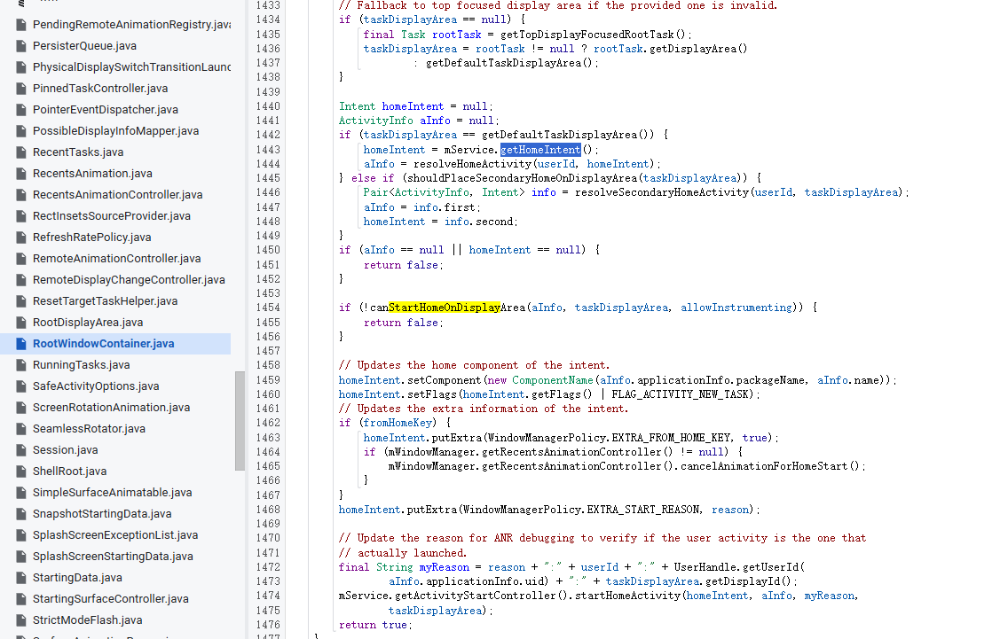 PendingRemoteAnimationRegistry.java
PersisterQueue.java
PhysicalDisplaySwitchTransitionLaunc
PinnedTaskController.java
PointerEventDispatcher.java
PossibleDisplayInfoMapper.java
RecentTasks.java
RecentsAnimation.java
RecentsAnimationController.java
RectInsetsSourceProvider.java
RefreshRatePolicy.java
RemoteAnimationController.java
RemoteDisplayChangeController.java
ResetTargetTaskHelper.java
RootDisplayArea.java
RootWindowContainer.java
RunningTasks.java
SafeActivityOptions.java
ScreenRotationAnimation.java
SeamlessRotator.java
Session.java
ShellRoot.java
SimpleSurfaceAnimatable.java
SnapshotStartingData.java
SplashScreenExceptionList.java
SplashScreenStartingData.java
StartingData.java
StartingSurfaceController.java
StrictModeFlash.java
1433 // Fallback to top focused display area if the provided one is invalid.
1434 if (taskDisplayArea == null) {
1435 final Task rootTask = getTopDisplayFocusedRootTask();
1436 taskDisplayArea = rootTask != null ? rootTask.getDisplayArea()
1437 : getDefaultTaskDisplayArea();
1438 }
1439
1440 Intent homeIntent = null;
1441 ActivityInfo aInfo = null;
1442 if (taskDisplayArea == getDefaultTaskDisplayArea()) {
1443 homeIntent = mService.getHomeIntent();
1444 aInfo = resolveHomeActivity(userId, homeIntent);
1445 } else if (shouldPlaceSecondaryHomeOnDisplayArea(taskDisplayArea)) {
1446 Pair<ActivityInfo, Intent> info = resolveSecondaryHomeActivity(userId, taskDisplayArea);
1447 aInfo = info.first;
1448 homeIntent = info.second;
1449 }
1450 if (aInfo == null || homeIntent == null) {
1451 return false;
1452 }
1453
1454 if (!canStartHomeOnDisplayArea(aInfo, taskDisplayArea, allowInstrumenting)) {
1455 return false;
1456 }
1457
1458 // Updates the home component of the intent.
1459 homeIntent.setComponent(new ComponentName(aInfo.applicationInfo.packageName, aInfo.name));
1460 homeIntent.setFlags(homeIntent.getFlags() | FLAG_ACTIVITY_NEW_TASK);
1461 // Updates the extra information of the intent.
1462 if (fromHomeKey) {
1463 homeIntent.putExtra(WindowManagerPolicy.EXTRA_FROM_HOME_KEY, true);
1464 if (mWindowManager.getRecentsAnimationController() != null) {
1465 mWindowManager.getRecentsAnimationController().cancelAnimationForHomeStart();
1466 }
1467 }
1468 homeIntent.putExtra(WindowManagerPolicy.EXTRA_START_REASON, reason);
1469
1470 // Update the reason for ANR debugging to verify if the user activity is the one that
1471 // actually launched.
1472 final String myReason = reason + ":" + userId + ":" + UserHandle.getUserId(
1473 aInfo.applicationInfo.uid) + ":" + taskDisplayArea.getDisplayId();
1474 mService.getActivityStartController().startHomeActivity(homeIntent, aInfo, myReason,
1475 taskDisplayArea);
1476 return true;
1477 }